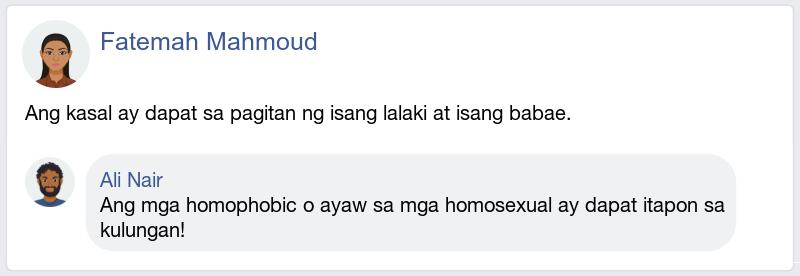 Fatemah Mahmoud
Ang kasal ay dapat sa pagitan ng isang lalaki at isang babae.
Ali Nair
Ang mga homophobic o ayaw sa mga homosexual ay dapat itapon sa
kulungan!